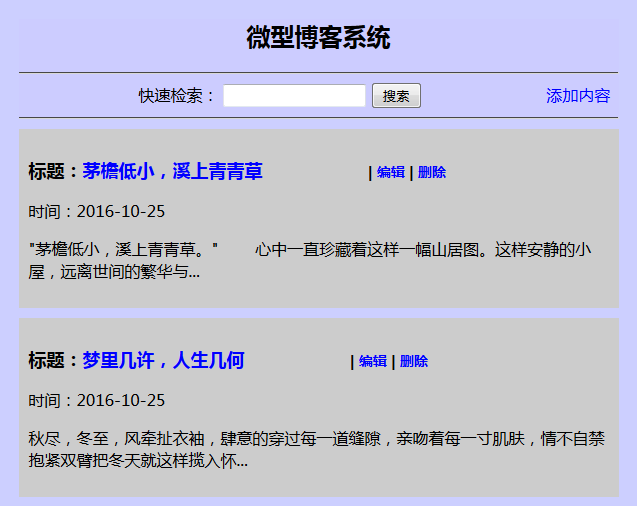 微型博客系统
快速检索： 搜索 添加内容
标题：茅檐低小，溪上青青草 | 编辑 | 删除
时间：2016-10-25
"茅檐低小，溪上青青草。" 心中一直珍藏着这样一幅山居图。这样安静的小
屋，远离世间的繁华与...
标题：梦里几许，人生几何 | 编辑 | 删除
时间：2016-10-25
秋尽，冬至，风牵扯衣袖，肆意的穿过每一道缝隙，亲吻着每一寸肌肤，情不自禁
抱紧双臂把冬天就这样揽入怀...